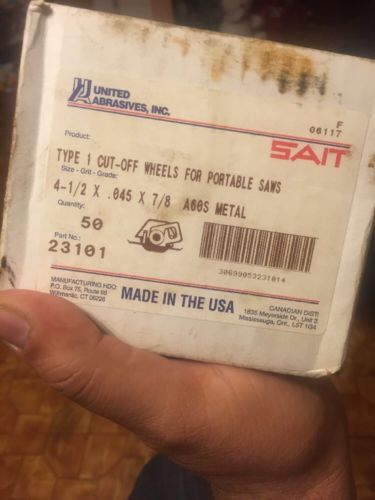 UNITED
ABRASIVES, INC.
F
06117
Product:
SAIT
TYPE 1 CUT-OFF WHEELS FOR PORTABLE SAWS
Size - Grit - Grade:
4-1/2 X .045 X 7/8 A60S METAL
Quantity:
50
Part No.:
23101
30699053231014
MANUFACTURING HDQ:
P.O. Box 75, Route 66
Willimantic, CT 06226
MADE IN THE USA
CANADIAN DIST:
1835 Meyerside Dr., Unit 3
Mississauga, Ont., L5T 1G4